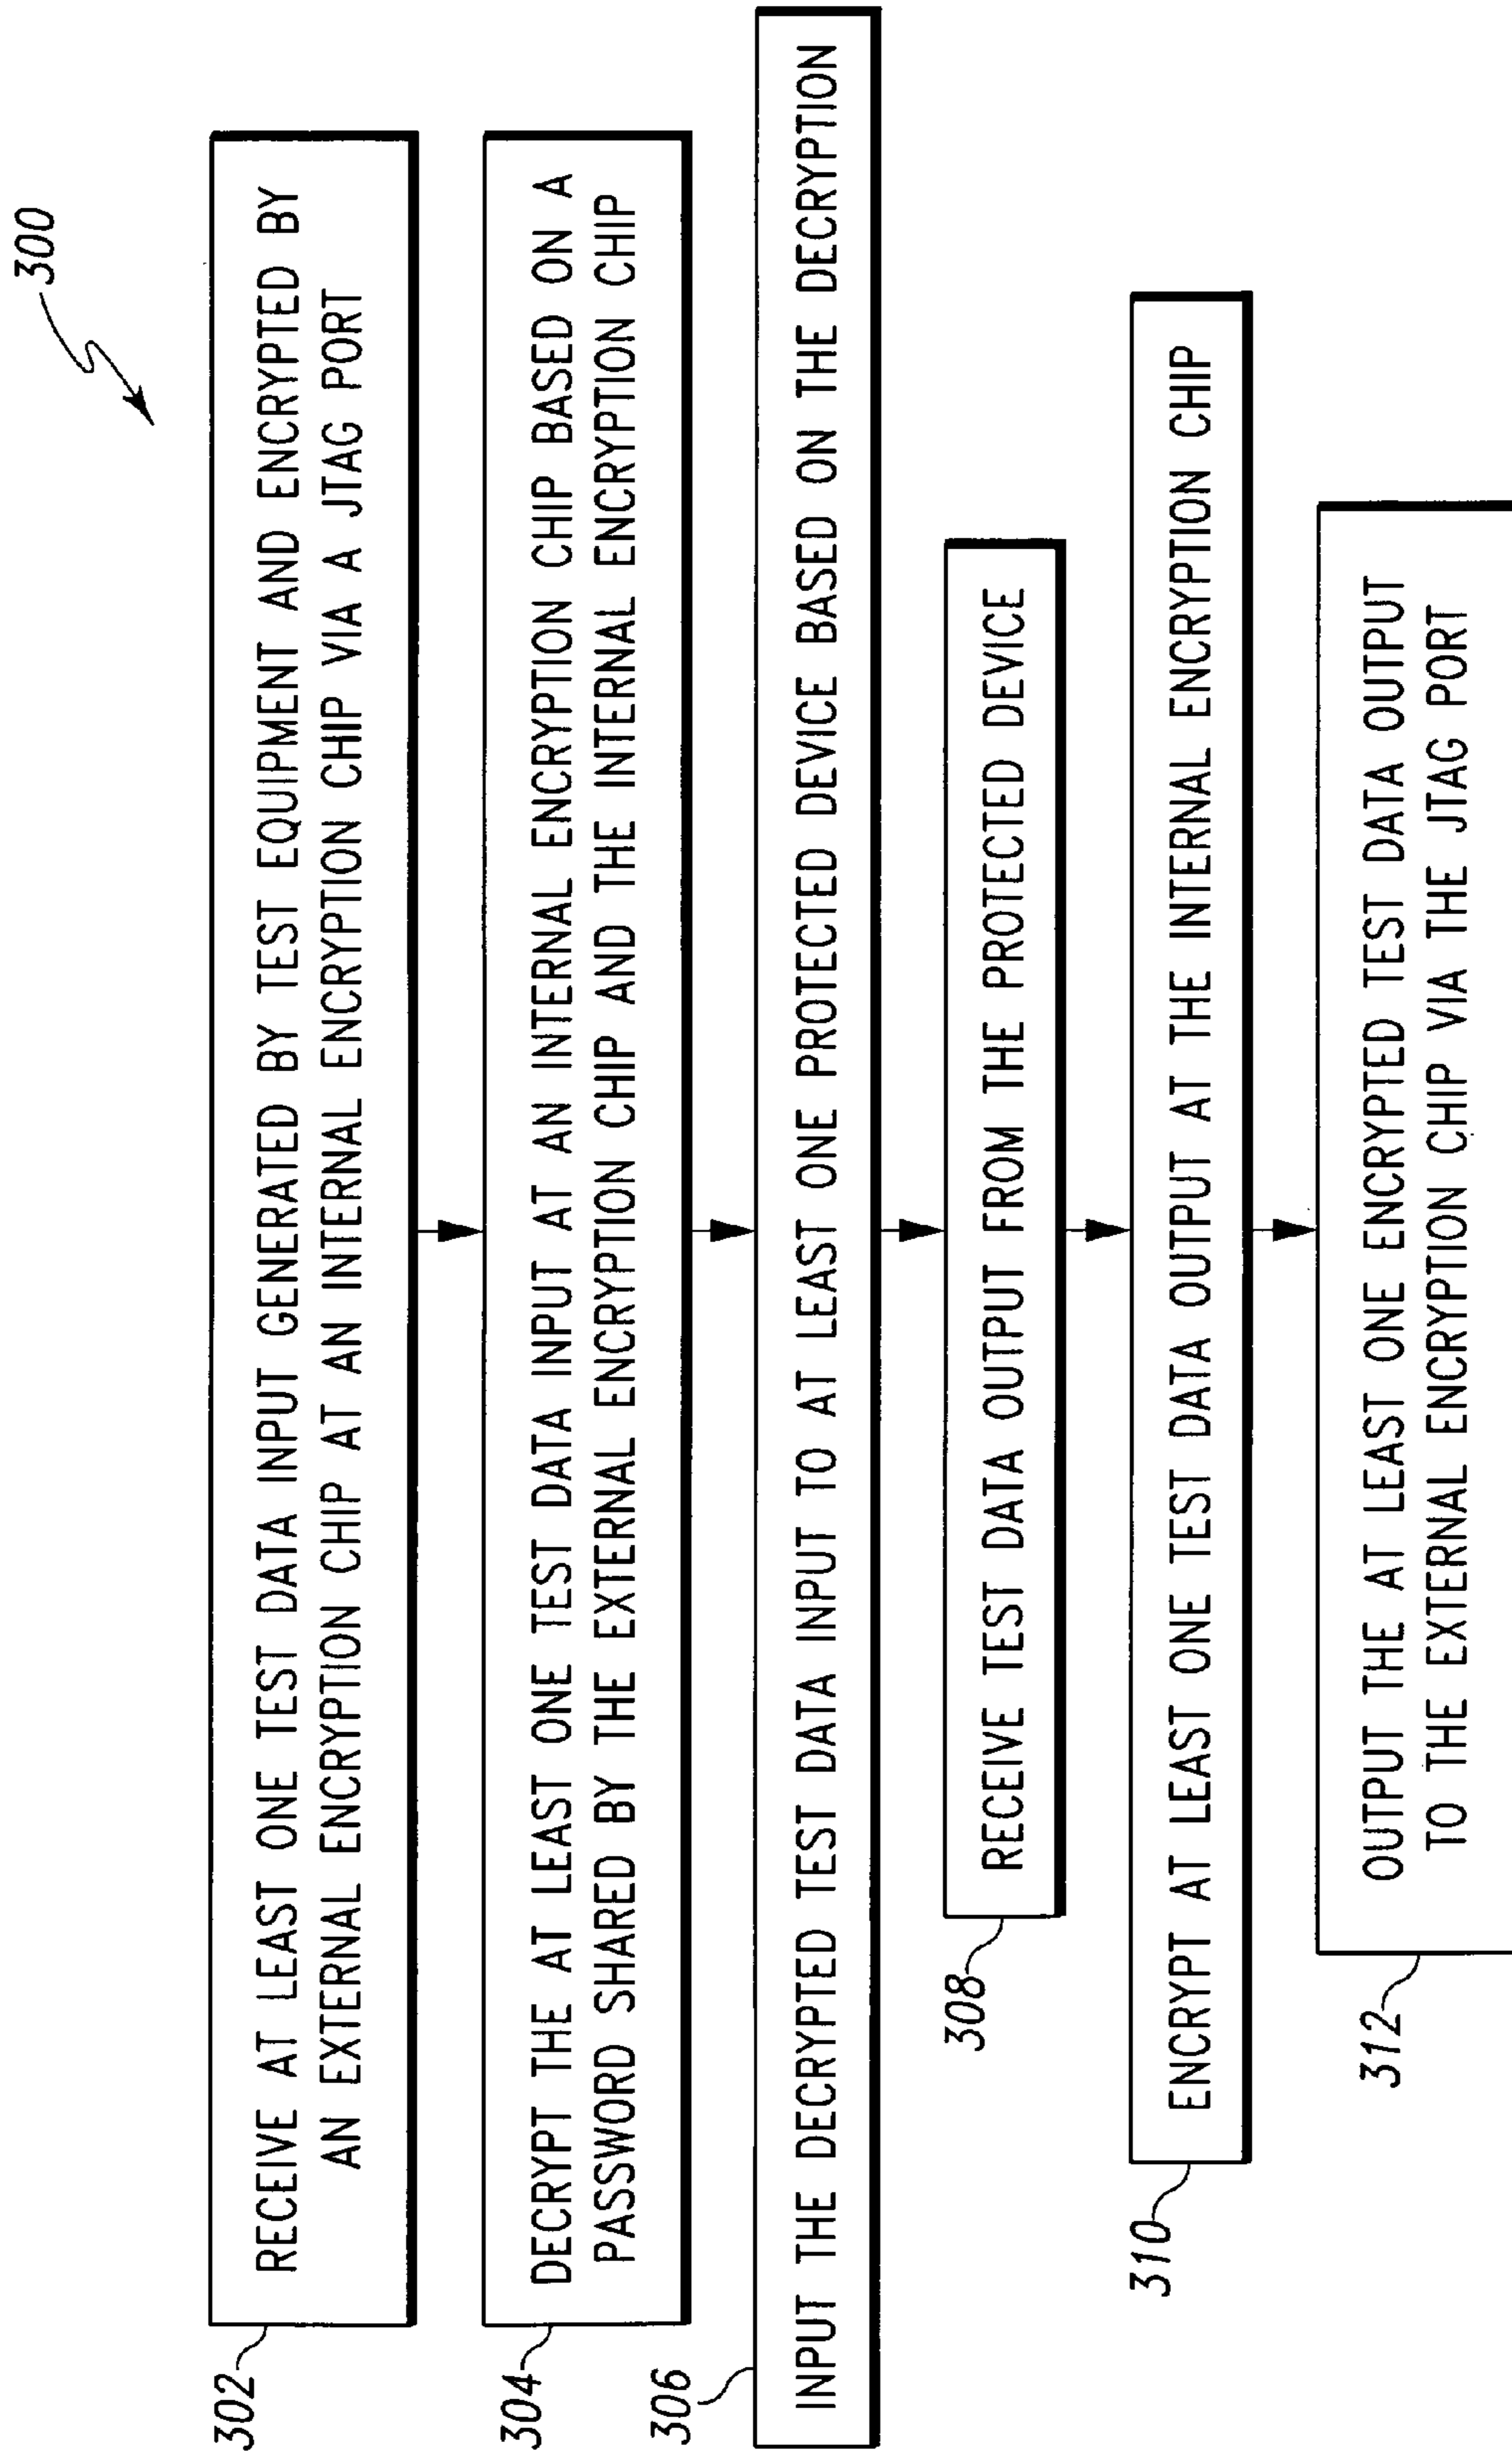 300
302
RECEIVE AT LEAST ONE TEST DATA INPUT GENERATED BY TEST EQUIPMENT AND ENCRYPTED BY
AN EXTERNAL ENCRYPTION CHIP AT AN INTERNAL ENCRYPTION CHIP VIA A JTAG PORT
304
DECRYPT THE AT LEAST ONE TEST DATA INPUT AT AN INTERNAL ENCRYPTION CHIP BASED ON A
PASSWORD SHARED BY THE EXTERNAL ENCRYPTION CHIP AND THE INTERNAL ENCRYPTION CHIP
306
INPUT THE DECRYPTED TEST DATA INPUT TO AT LEAST ONE PROTECTED DEVICE BASED ON THE DECRYPTION
308
RECEIVE TEST DATA OUTPUT FROM THE PROTECTED DEVICE
310
ENCRYPT AT LEAST ONE TEST DATA OUTPUT AT THE INTERNAL ENCRYPTION CHIP
312
OUTPUT THE AT LEAST ONE ENCRYPTED TEST DATA OUTPUT
TO THE EXTERNAL ENCRYPTION CHIP VIA THE JTAG PORT